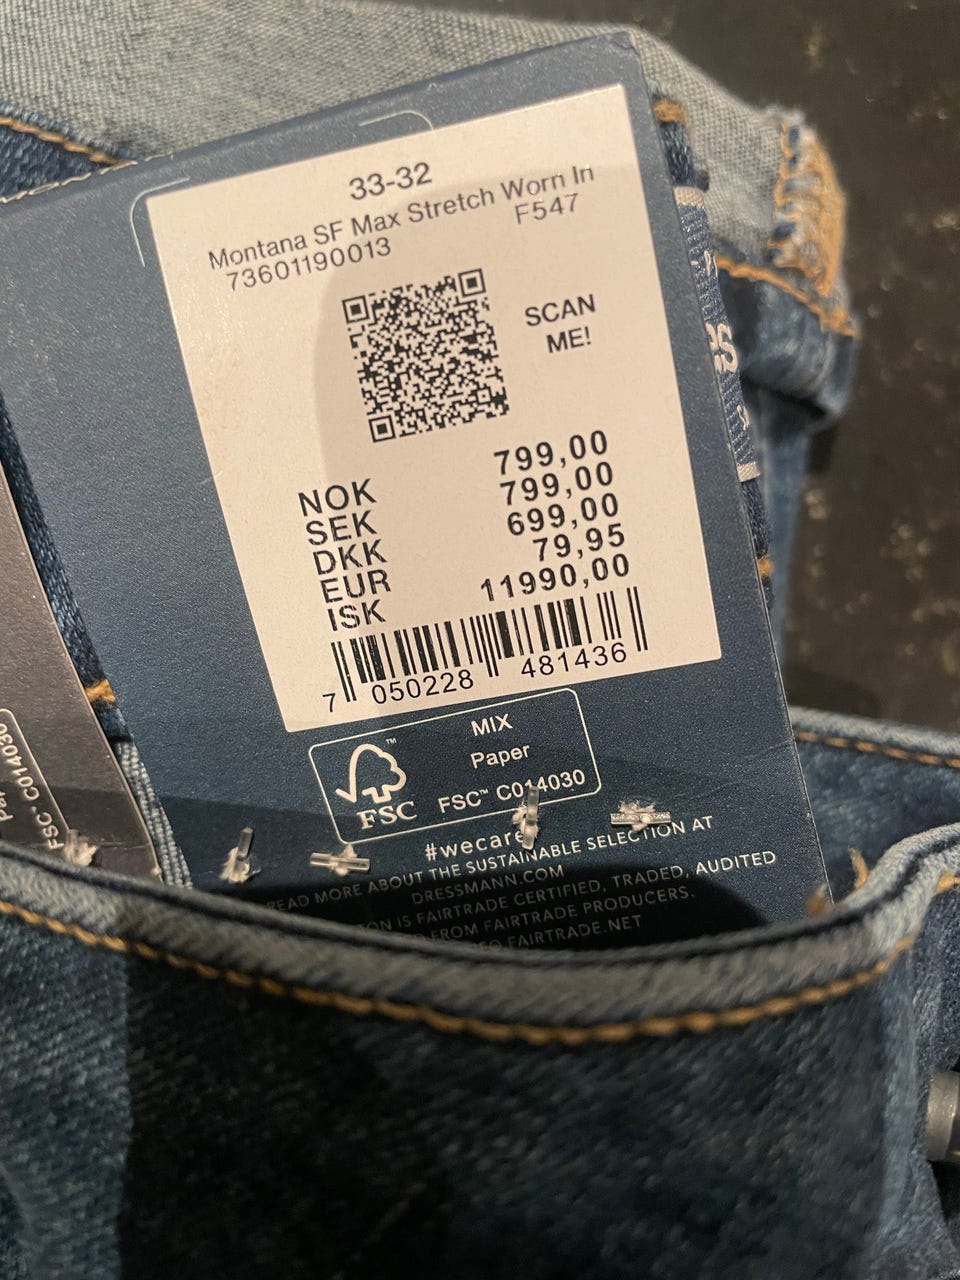 33-32
Montana SF Max Stretch Worn In
73601190013 F547
SCAN
ME!
NOK 799,00
SEK 799,00
DKK 699,00
EUR 79,95
ISK 11990,00
7 050228 481436
MIX
Paper
FSC™ C014030
FSC
#wecare
READ MORE ABOUT THE SUSTAINABLE SELECTION AT
DRESSMANN.COM
IS FAIRTRADE CERTIFIED, TRADED, AUDITED
FROM FAIRTRADE PRODUCERS.
FAIRTRADE.NET
FSC™ C014030